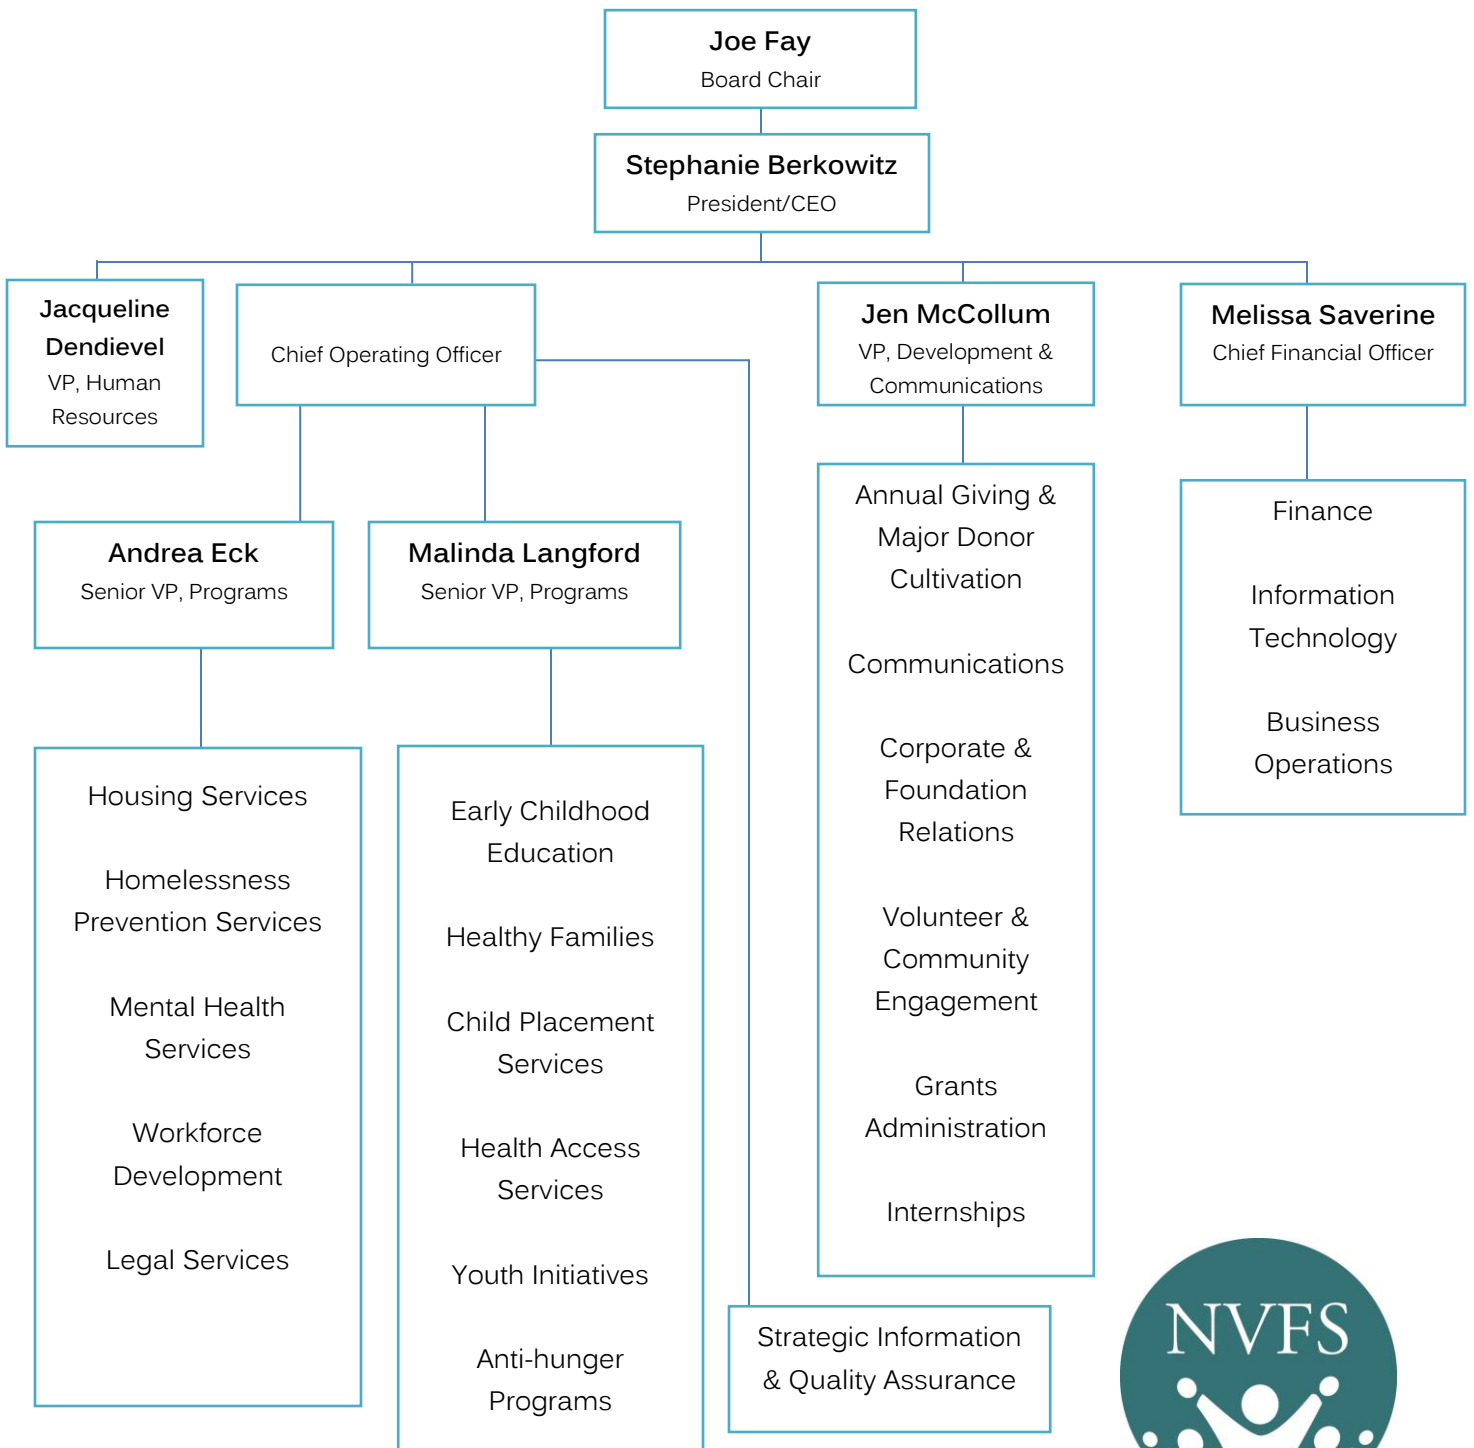 Joe Fay
Board Chair
Stephanie Berkowitz
President/CEO
Jacqueline
Dendievel
VP, Human
Resources
Chief Operating Officer
Jen McCollum
VP, Development &
Communications
Melissa Saverine
Chief Financial Officer
Andrea Eck
Senior VP, Programs
Malinda Langford
Senior VP, Programs
Housing Services
Homelessness
Prevention Services
Mental Health
Services
Workforce
Development
Legal Services
Early Childhood
Education
Healthy Families
Child Placement
Services
Health Access
Services
Youth Initiatives
Anti-hunger
Programs
Strategic Information
& Quality Assurance
Annual Giving &
Major Donor
Cultivation
Communications
Corporate &
Foundation
Relations
Volunteer &
Community
Engagement
Grants
Administration
Internships
Finance
Information
Technology
Business
Operations
NVFS